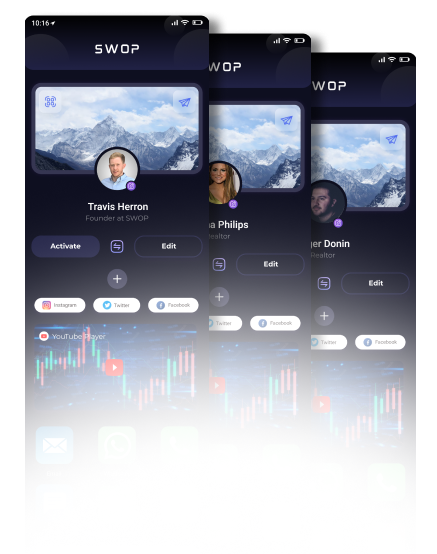 10:16
SWOP
Travis Herron
Founder at SWOP
Activate
Edit
Instagram
Twitter
Facebook
YouTube Player
WOP
a Philips
ealtor
Edit
Twitter
Facebook
WOP
ger Donin
Realtor
Edit
Twitter
Facebook